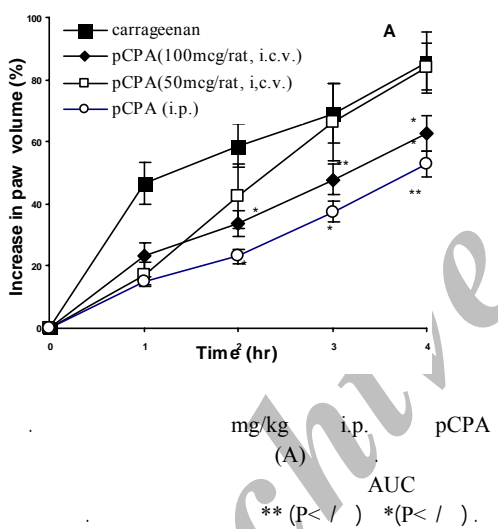 A
carrageenan
pCPA(100mcg/rat, i.c.v.)
pCPA(50mcg/rat, i,c.v.)
pCPA (i.p.)
Increase in paw volume (%)
100
80
60
40
20
0
0 1 2 3 4
Time (hr)
* * ** * * * **
. mg/kg i.p. pCPA
(A) .
AUC
. ** (P< / ) *(P< / ) .
chive